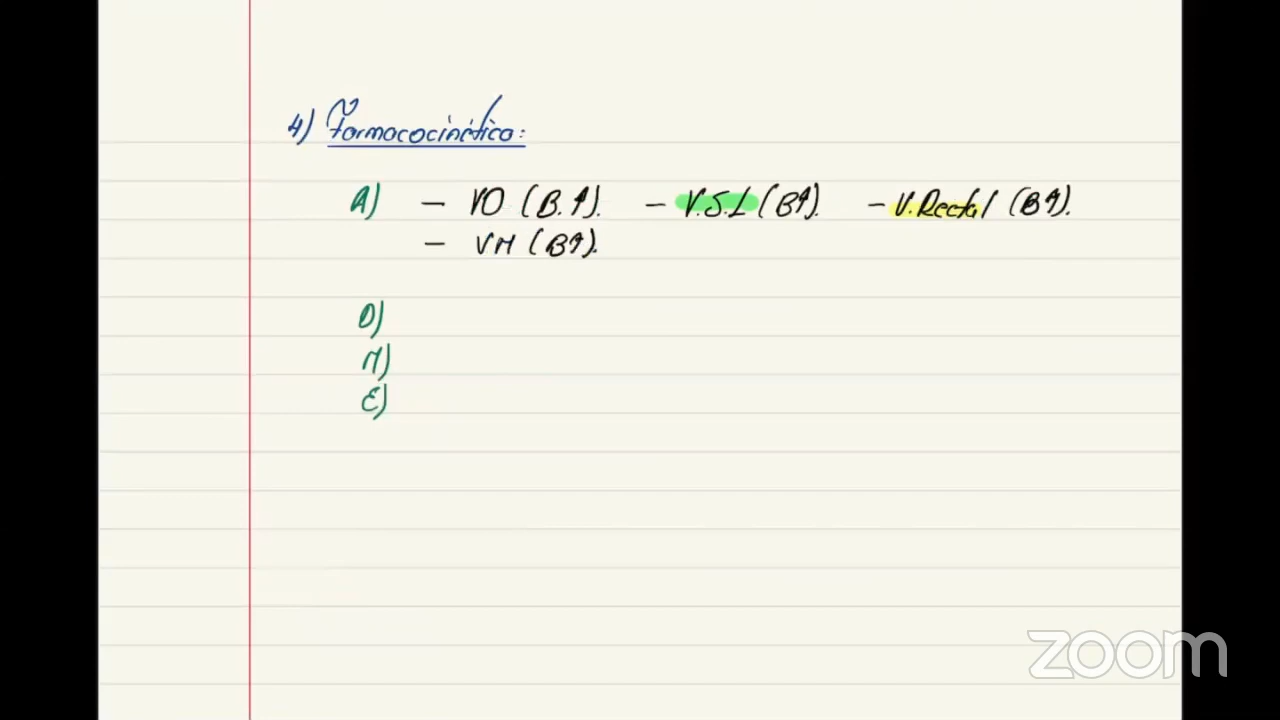 4) Farmacocinética:
A) – VO (B.↑). – V.S.L (B↑). – V.Rectal (B↑).
– VM (B↑).
D)
M)
E)
zoom